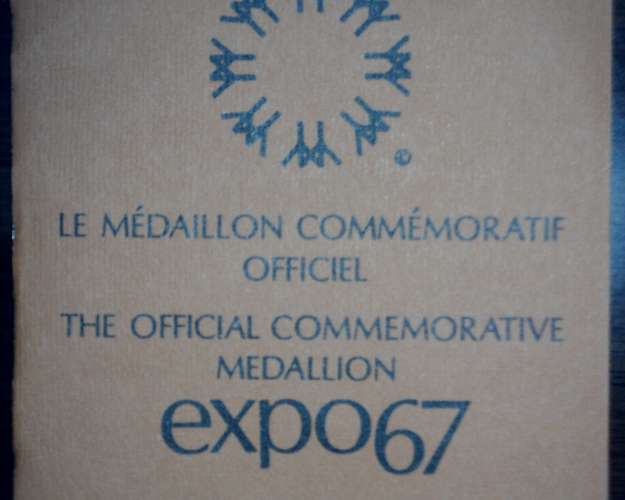 ©
LE MÉDAILLON COMMÉMORATIF
OFFICIEL
THE OFFICIAL COMMEMORATIVE
MEDALLION
expo67